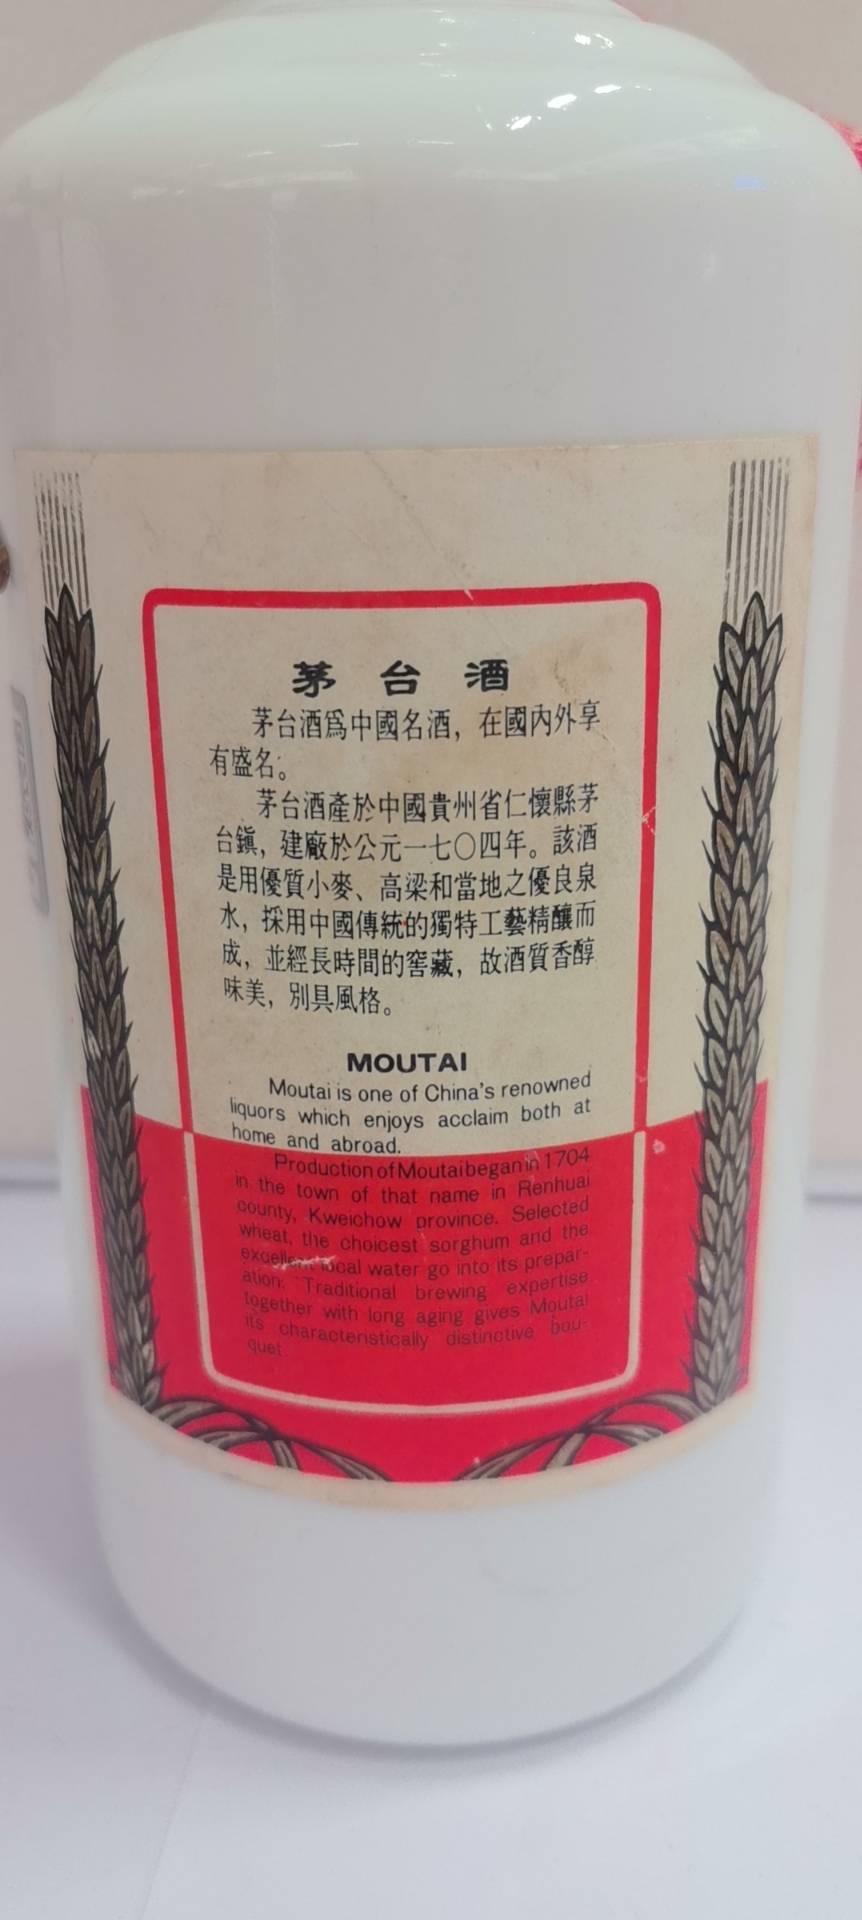 茅台酒
茅台酒爲中國名酒，在國內外享
有盛名。
茅台酒產於中國貴州省仁懷縣茅
台鎮，建廠於公元一七〇四年。該酒
是用優質小麥、高梁和當地之優良泉
水，採用中國傳統的獨特工藝精釀而
成，並經長時間的窖藏，故酒質香醇
味美，別具風格。
MOUTAI
Moutai is one of China's renowned
liquors which enjoys acclaim both at
home and abroad.
Production of Moutai began in 1704
in the town of that name in Renhuai
county, Kweichow province. Selected
wheat, the choicest sorghum and the
excellent local water go into its prepar-
ation. Traditional brewing expertise
together with long aging gives Moutai
its characteristically distinctive bou-
quet.